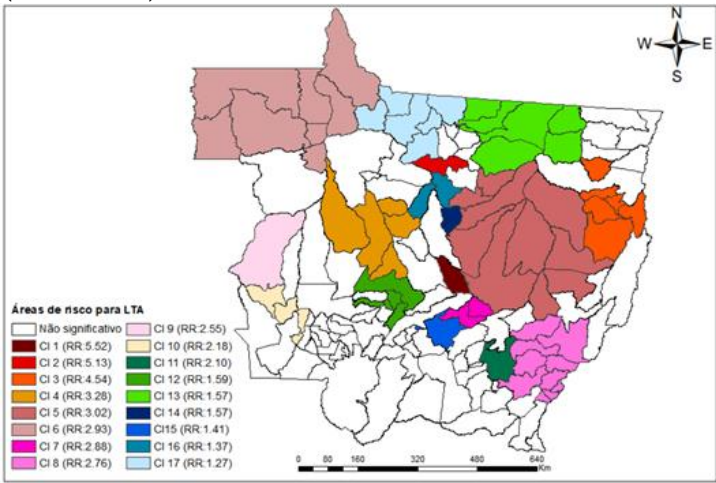 N
W E
S
Áreas de risco para LTA
Não significativo
Cl 1 (RR:5.52)
Cl 2 (RR:5.13)
Cl 3 (RR:4.54)
Cl 4 (RR:3.28)
Cl 5 (RR:3.02)
Cl 6 (RR:2.93)
Cl 7 (RR:2.88)
Cl 8 (RR:2.76)
Cl 9 (RR:2.55)
Cl 10 (RR:2.18)
Cl 11 (RR:2.10)
Cl 12 (RR:1.59)
Cl 13 (RR:1.57)
Cl 14 (RR:1.57)
Cl15 (RR:1.41)
Cl 16 (RR:1.37)
Cl 17 (RR:1.27)
0 80 160 320 480 640
Km